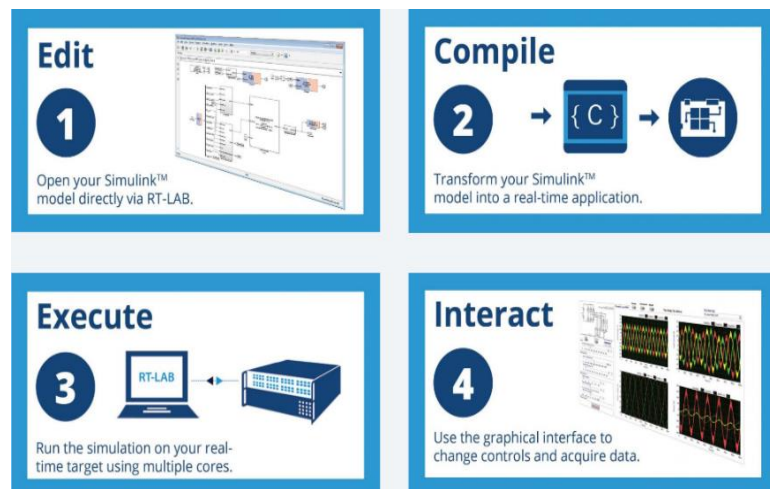 Edit
1
Open your Simulink™
model directly via RT-LAB.
Compile
2
{ C }
Transform your Simulink™
model into a real-time application.
Execute
3
RT-LAB
Run the simulation on your real-
time target using multiple cores.
Interact
4
Use the graphical interface to
change controls and acquire data.